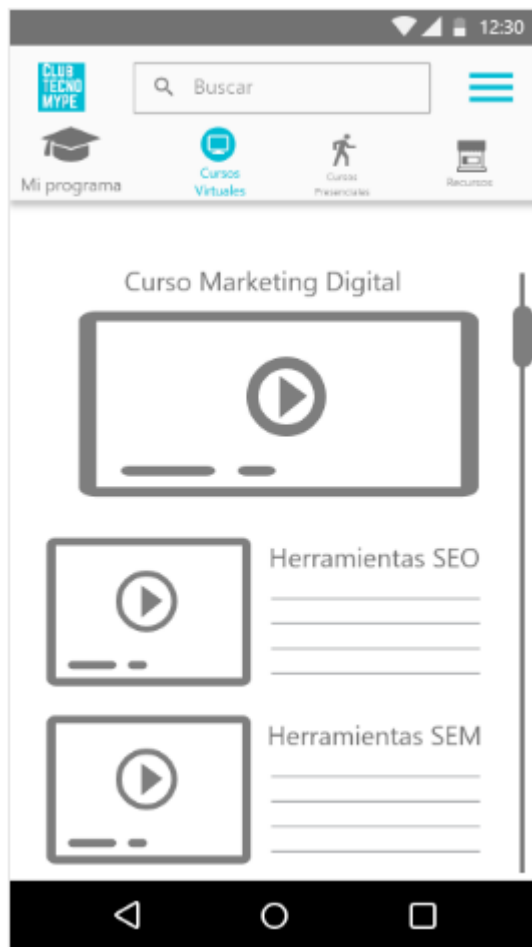 12:30
CLUB
TECNO
MYPE
Buscar
Mi programa
Cursos
Virtuales
Cursos
Presenciales
Recursos
Curso Marketing Digital
Herramientas SEO
Herramientas SEM